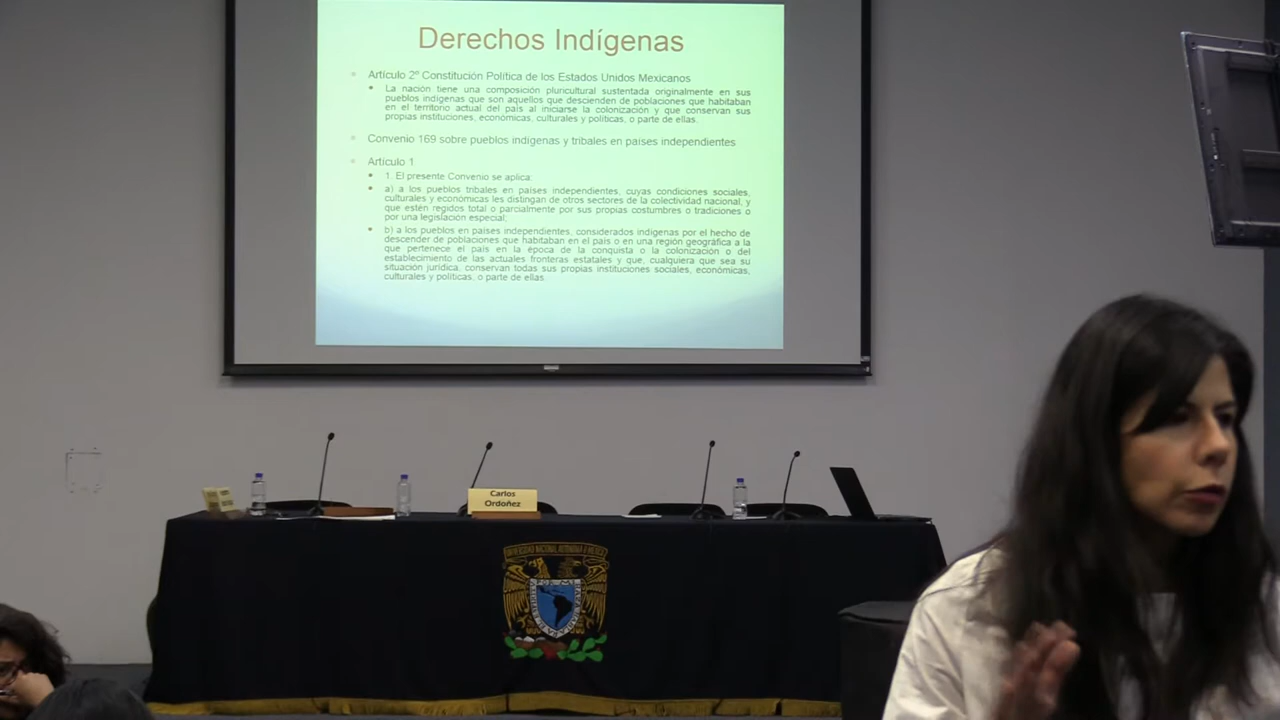 Derechos Indígenas
Artículo 2º Constitución Política de los Estados Unidos Mexicanos
La nación tiene una composición pluricultural sustentada originalmente en sus
pueblos indígenas que son aquellos que descienden de poblaciones que habitaban
en el territorio actual del país al iniciarse la colonización y que conservan sus
propias instituciones, económicas, culturales y políticas, o parte de ellas.
Convenio 169 sobre pueblos indígenas y tribales en países independientes
Artículo 1
1. El presente Convenio se aplica:
a) a los pueblos tribales en países independientes, cuyas condiciones sociales,
culturales y económicas les distingan de otros sectores de la colectividad nacional, y
que estén regidos total o parcialmente por sus propias costumbres o tradiciones o
por una legislación especial;
b) a los pueblos en países independientes, considerados indígenas por el hecho de
descender de poblaciones que habitaban en el país o en una región geográfica a la
que pertenece el país en la época de la conquista o la colonización o del
establecimiento de las actuales fronteras estatales y que, cualquiera que sea su
situación jurídica, conservan todas sus propias instituciones sociales, económicas,
culturales y políticas, o parte de ellas.
Carlos
Ordoñez